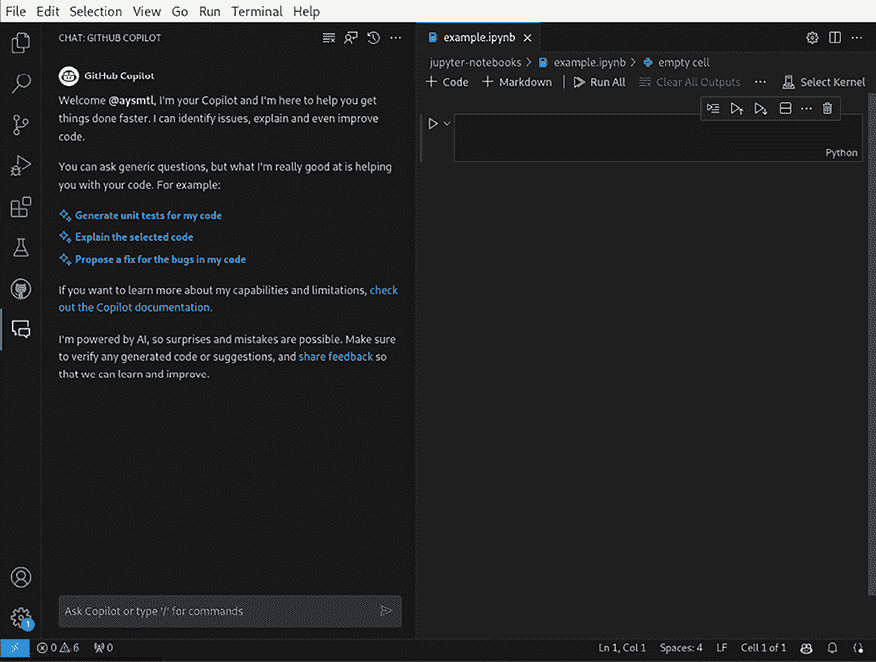 File Edit Selection View Go Run Terminal Help
CHAT: GITHUB COPILOT
GitHub Copilot
Welcome @aysmtl, I'm your Copilot and I'm here to help you get
things done faster. I can identify issues, explain and even improve
code.
You can ask generic questions, but what I'm really good at is helping
you with your code. For example:
Generate unit tests for my code
Explain the selected code
Propose a fix for the bugs in my code
If you want to learn more about my capabilities and limitations, check
out the Copilot documentation.
I'm powered by AI, so surprises and mistakes are possible. Make sure
to verify any generated code or suggestions, and share feedback so
that we can learn and improve.
Ask Copilot or type '/' for commands
example.ipynb
jupyter-notebooks > example.ipynb > empty cell
+ Code + Markdown | Run All Clear All Outputs ... Select Kernel
Python
1
0 6 0
Ln 1, Col 1 Spaces: 4 LF Cell 1 of 1